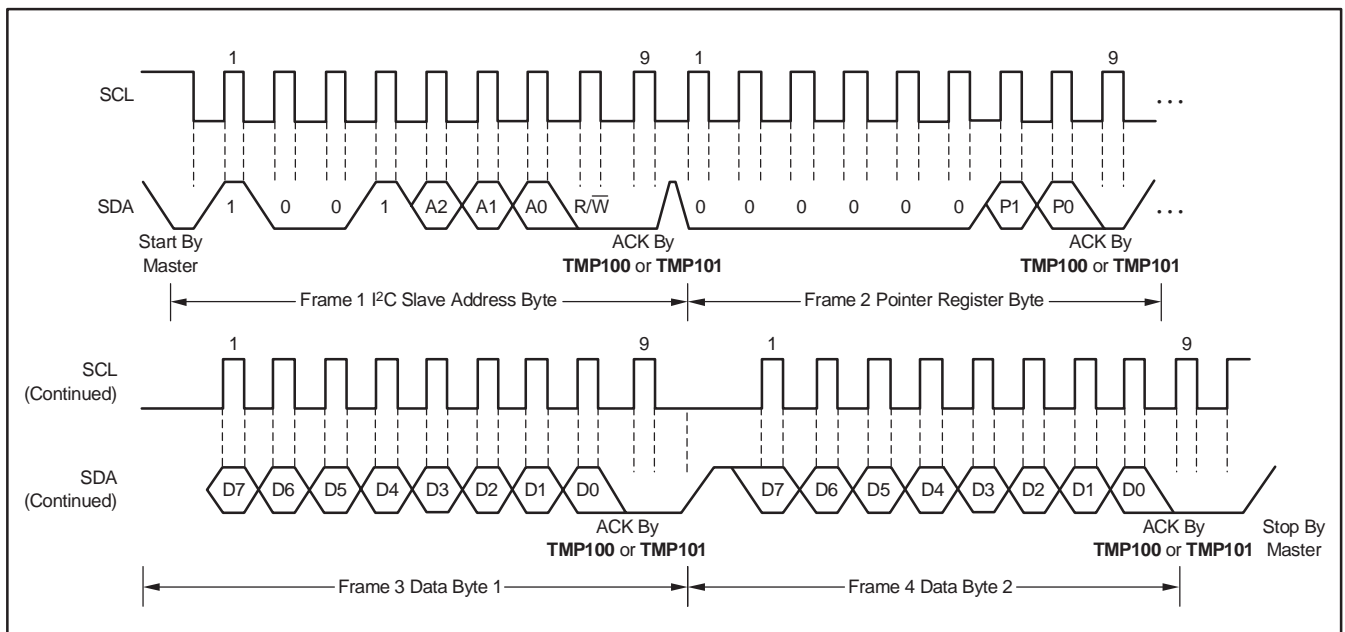 1 9 1 9
SCL ...
SDA 1 0 0 1 A2 A1 A0 R/W̅ 0 0 0 0 0 0 P1 P0 ...
Start By ACK By ACK By
Master TMP100 or TMP101 TMP100 or TMP101
Frame 1 I²C Slave Address Byte Frame 2 Pointer Register Byte
1 9 1 9
SCL
(Continued)
SDA D7 D6 D5 D4 D3 D2 D1 D0 D7 D6 D5 D4 D3 D2 D1 D0
(Continued)
ACK By ACK By Stop By
TMP100 or TMP101 TMP100 or TMP101 Master
Frame 3 Data Byte 1 Frame 4 Data Byte 2